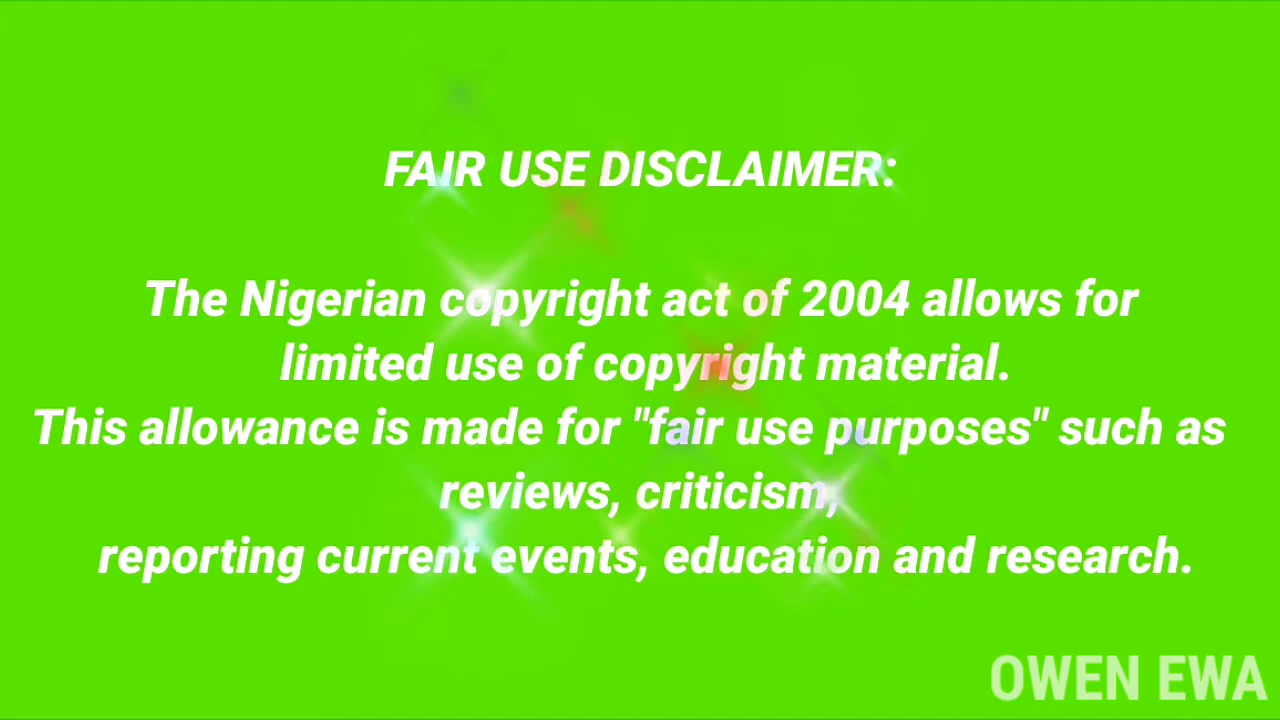 FAIR USE DISCLAIMER:
The Nigerian copyright act of 2004 allows for
limited use of copyright material.
This allowance is made for "fair use purposes" such as
reviews, criticism,
reporting current events, education and research.
OWEN EWA